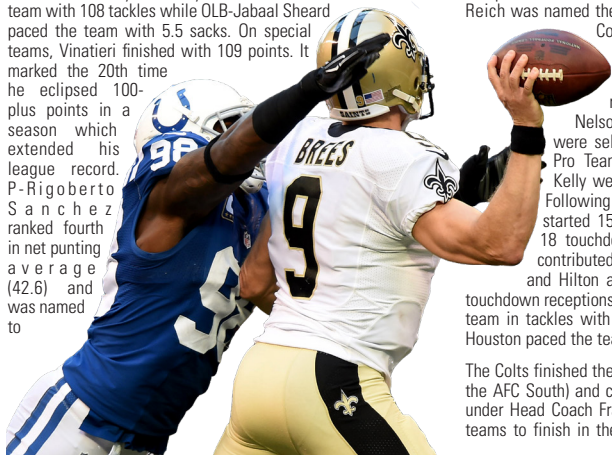 team with 108 tackles while OLB-Jabaal Sheard
paced the team with 5.5 sacks. On special
teams, Vinatieri finished with 109 points. It
marked the 20th time
he eclipsed 100-
plus points in a
season which
extended his
league record.
P-Rigoberto
Sanchez
ranked fourth
in net punting
average
(42.6) and
was named
to
98
98
BREES
9
Reich was named the
Co
Nelso
were sel
Pro Team
Kelly we
Following
started 15
18 touchdo
contributed
and Hilton a
touchdown receptions
team in tackles with
Houston paced the tea
The Colts finished the
the AFC South) and c
under Head Coach Fra
teams to finish in the